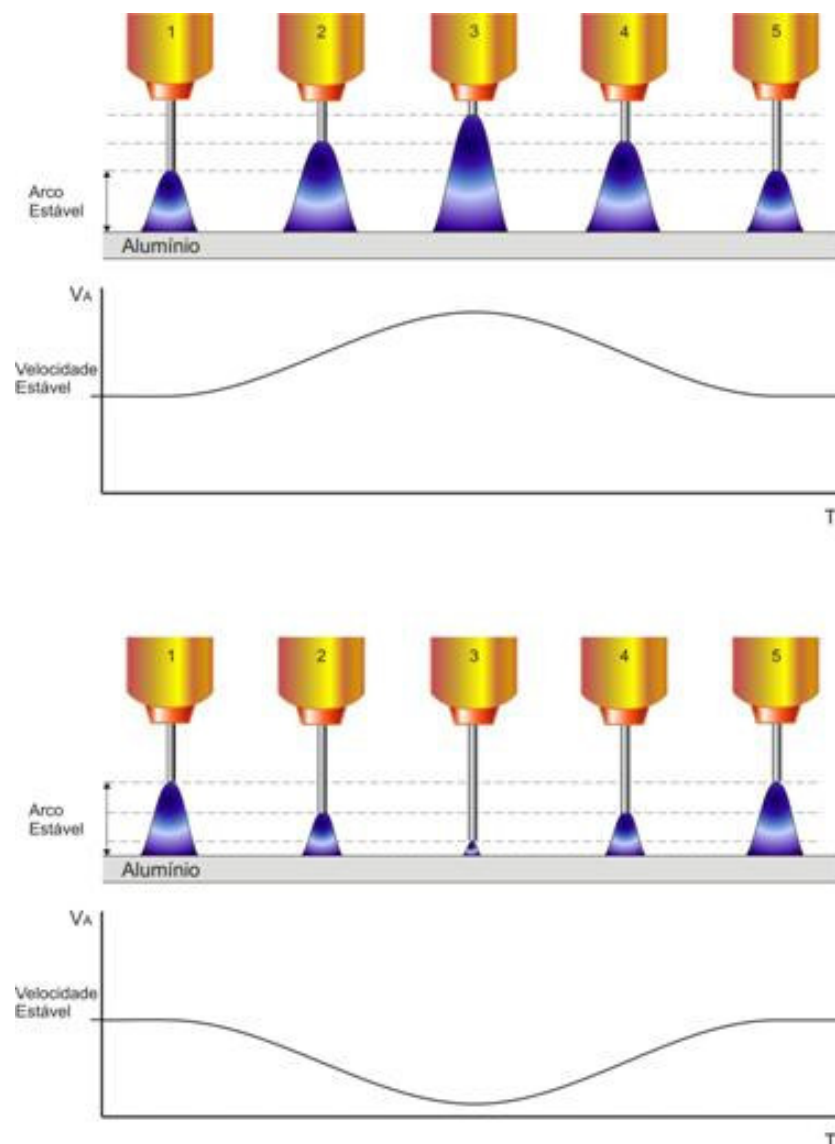 1 2 3 4 5
Arco
Estável
Alumínio
VA
Velocidade
Estável
T
1 2 3 4 5
Arco
Estável
Alumínio
VA
Velocidade
Estável
T